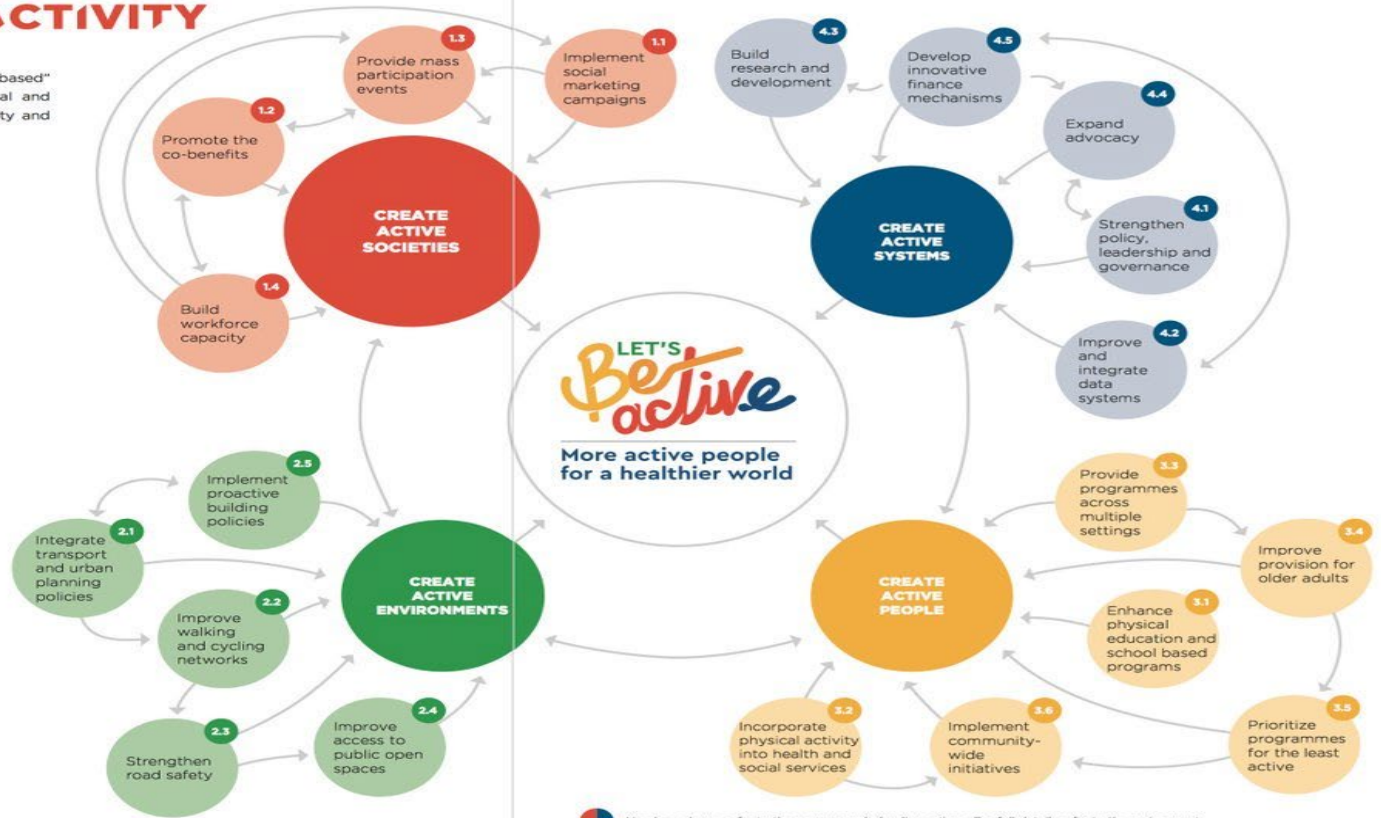 ACTIVITY
based"
al and
ty and
1.3
Provide mass
participation
events
1.1
Implement
social
marketing
campaigns
1.2
Promote the
co-benefits
1.4
Build
workforce
capacity
CREATE
ACTIVE
SOCIETIES
4.3
Build
research and
development
4.5
Develop
innovative
finance
mechanisms
4.4
Expand
advocacy
4.1
Strengthen
policy,
leadership and
governance
4.2
Improve
and
integrate
data
systems
CREATE
ACTIVE
SYSTEMS
LET'S
Be
active
More active people
for a healthier world
2.5
Implement
proactive
building
policies
2.1
Integrate
transport
and urban
planning
policies
2.2
Improve
walking
and cycling
networks
2.3
Strengthen
road safety
2.4
Improve
access to
public open
spaces
CREATE
ACTIVE
ENVIRONMENTS
3.3
Provide
programmes
across
multiple
settings
3.4
Improve
provision for
older adults
3.1
Enhance
physical
education and
school based
programs
3.5
Prioritize
programmes
for the least
active
3.6
Implement
community-
wide
initiatives
3.2
Incorporate
physical activity
into health and
social services
CREATE
ACTIVE
PEOPLE